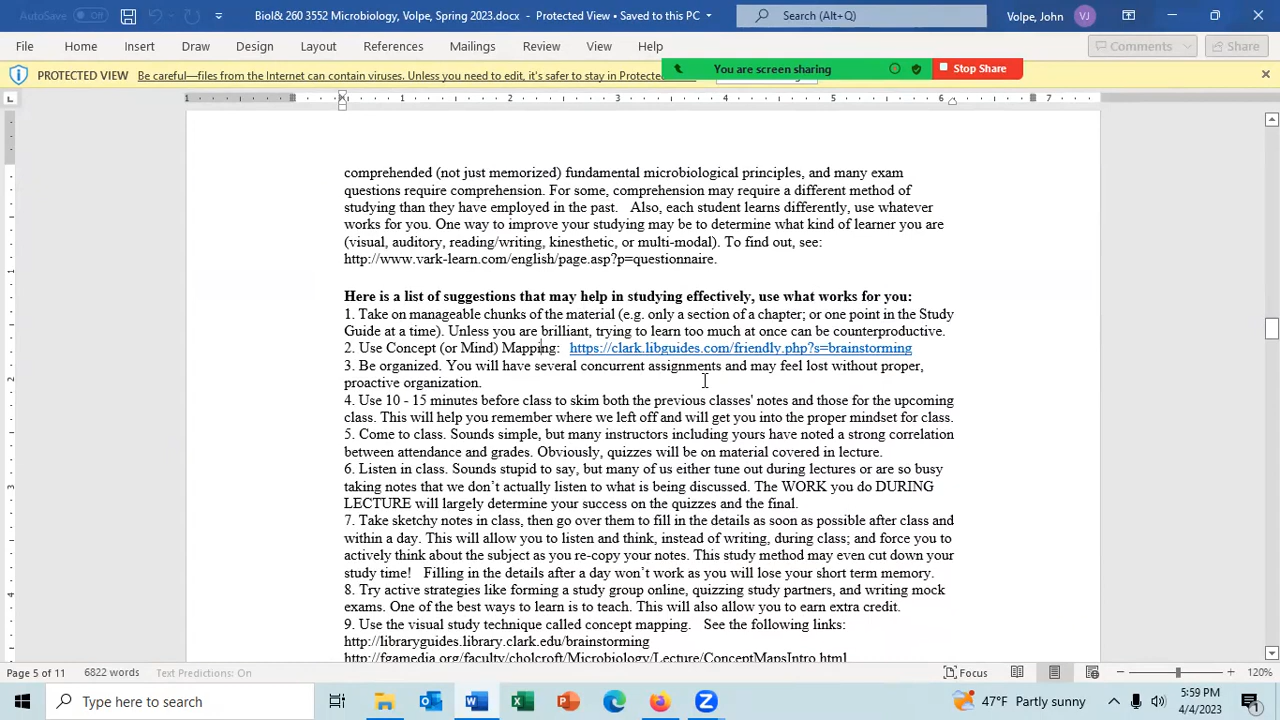 AutoSave Off Biol& 260 3552 Microbiology, Volpe, Spring 2023.docx - Protected View • Saved to this PC Search (Alt+Q) Volpe, John VJ
File Home Insert Draw Design Layout References Mailings Review View Help Comments Share
PROTECTED VIEW Be careful—files from the Internet can contain viruses. Unless you need to edit, it's safer to stay in Protected
You are screen sharing Stop Share
1 1 2 3 4 5 6 7
comprehended (not just memorized) fundamental microbiological principles, and many exam
questions require comprehension. For some, comprehension may require a different method of
studying than they have employed in the past. Also, each student learns differently, use whatever
works for you. One way to improve your studying may be to determine what kind of learner you are
(visual, auditory, reading/writing, kinesthetic, or multi-modal). To find out, see:
http://www.vark-learn.com/english/page.asp?p=questionnaire.
Here is a list of suggestions that may help in studying effectively, use what works for you:
1. Take on manageable chunks of the material (e.g. only a section of a chapter; or one point in the Study
Guide at a time). Unless you are brilliant, trying to learn too much at once can be counterproductive.
2. Use Concept (or Mind) Mapping: https://clark.libguides.com/friendly.php?s=brainstorming
3. Be organized. You will have several concurrent assignments and may feel lost without proper,
proactive organization.
4. Use 10 - 15 minutes before class to skim both the previous classes' notes and those for the upcoming
class. This will help you remember where we left off and will get you into the proper mindset for class.
5. Come to class. Sounds simple, but many instructors including yours have noted a strong correlation
between attendance and grades. Obviously, quizzes will be on material covered in lecture.
6. Listen in class. Sounds stupid to say, but many of us either tune out during lectures or are so busy
taking notes that we don’t actually listen to what is being discussed. The WORK you do DURING
LECTURE will largely determine your success on the quizzes and the final.
7. Take sketchy notes in class, then go over them to fill in the details as soon as possible after class and
within a day. This will allow you to listen and think, instead of writing, during class; and force you to
actively think about the subject as you re-copy your notes. This study method may even cut down your
study time! Filling in the details after a day won’t work as you will lose your short term memory.
8. Try active strategies like forming a study group online, quizzing study partners, and writing mock
exams. One of the best ways to learn is to teach. This will also allow you to earn extra credit.
9. Use the visual study technique called concept mapping. See the following links:
http://libraryguides.library.clark.edu/brainstorming
http://fgamedia.org/faculty/cholcroft/Microbiology/Lecture/ConceptMapsIntro.html
Page 5 of 11 6822 words Text Predictions: On Focus 120%
Type here to search 47°F Partly sunny 5:59 PM
4/4/2023